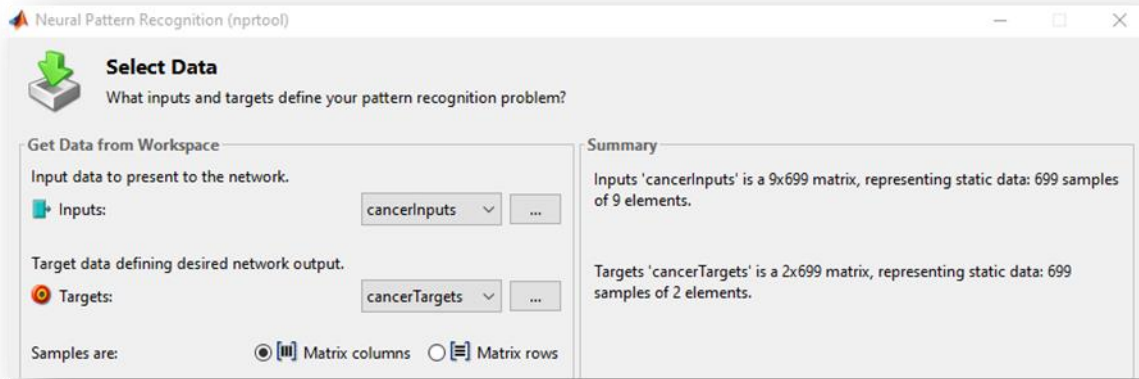 Neural Pattern Recognition (nprtool)
Select Data
What inputs and targets define your pattern recognition problem?
Get Data from Workspace
Input data to present to the network.
Inputs: cancerInputs ...
Target data defining desired network output.
Targets: cancerTargets ...
Samples are: Matrix columns Matrix rows
Summary
Inputs 'cancerInputs' is a 9x699 matrix, representing static data: 699 samples
of 9 elements.
Targets 'cancerTargets' is a 2x699 matrix, representing static data: 699
samples of 2 elements.